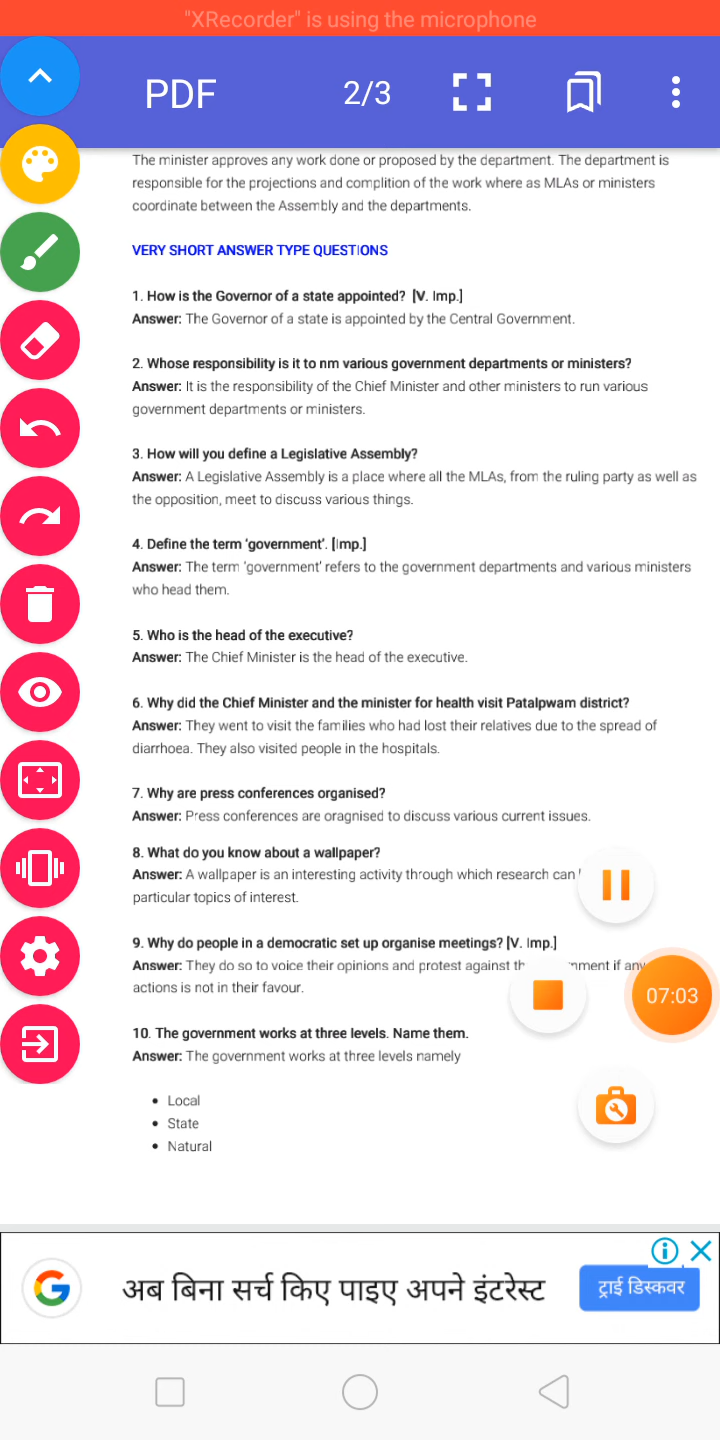 "XRecorder" is using the microphone
PDF 2/3
The minister approves any work done or proposed by the department. The department is
responsible for the projections and complition of the work where as MLAs or ministers
coordinate between the Assembly and the departments.
VERY SHORT ANSWER TYPE QUESTIONS
1. How is the Governor of a state appointed? [V. Imp.]
Answer: The Governor of a state is appointed by the Central Government.
2. Whose responsibility is it to nm various government departments or ministers?
Answer: It is the responsibility of the Chief Minister and other ministers to run various
government departments or ministers.
3. How will you define a Legislative Assembly?
Answer: A Legislative Assembly is a place where all the MLAs, from the ruling party as well as
the opposition, meet to discuss various things.
4. Define the term ‘government’. [Imp.]
Answer: The term ‘government’ refers to the government departments and various ministers
who head them.
5. Who is the head of the executive?
Answer: The Chief Minister is the head of the executive.
6. Why did the Chief Minister and the minister for health visit Patalpwam district?
Answer: They went to visit the families who had lost their relatives due to the spread of
diarrhoea. They also visited people in the hospitals.
7. Why are press conferences organised?
Answer: Press conferences are oragnised to discuss various current issues.
8. What do you know about a wallpaper?
Answer: A wallpaper is an interesting activity through which research can
particular topics of interest.
9. Why do people in a democratic set up organise meetings? [V. Imp.]
Answer: They do so to voice their opinions and protest against if any
actions is not in their favour.
07:03
10. The government works at three levels. Name them.
Answer: The government works at three levels namely
• Local
• State
• Natural
अब बिना सर्च किए पाइए अपने इंटरेस्ट
ट्राई डिस्कवर